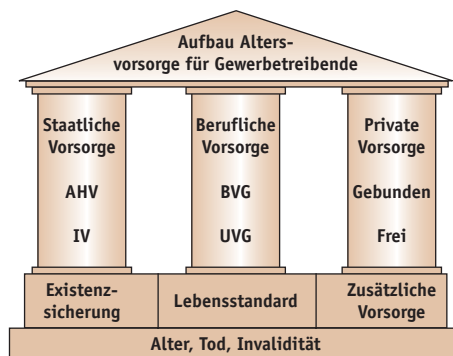 Aufbau Alters-
vorsorge für Gewerbetreibende
Staatliche
Vorsorge
AHV
IV
Berufliche
Vorsorge
BVG
UVG
Private
Vorsorge
Gebunden
Frei
Existenz-
sicherung
Lebensstandard
Zusätzliche
Vorsorge
Alter, Tod, Invalidität